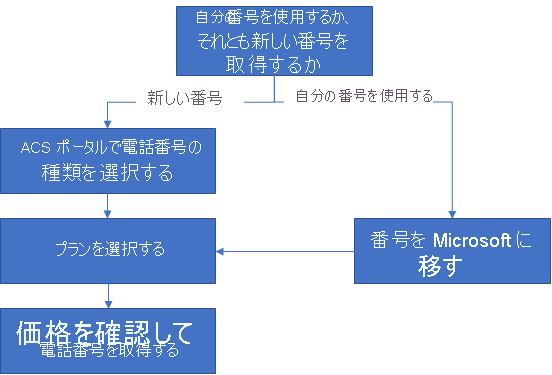 自分の番号を使用するか、
それとも新しい番号を
取得するか
新しい番号
自分の番号を使用する
ACS ポータルで電話番号の
種類を選択する
プランを選択する
番号を Microsoft に
移す
価格を確認して
電話番号を取得する